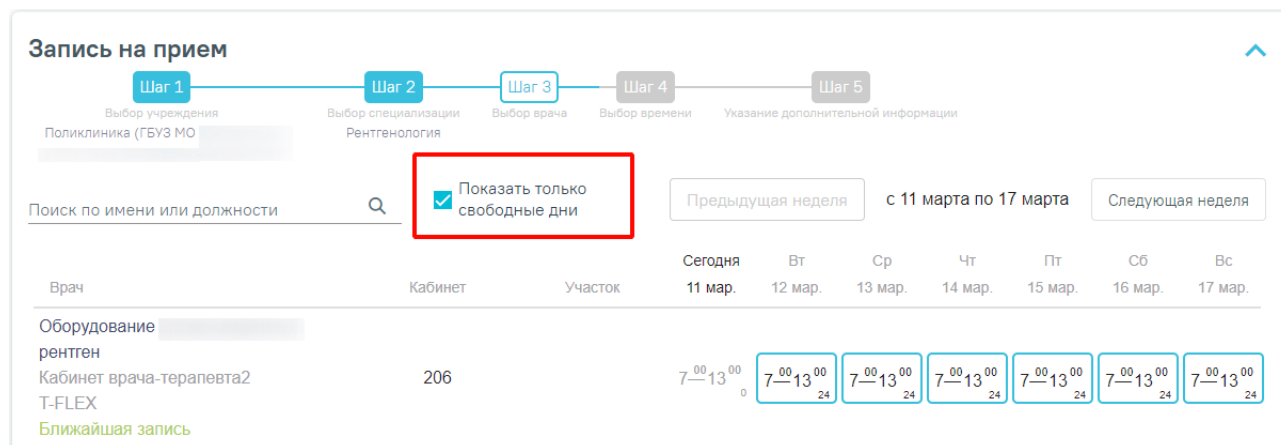 Запись на прием
Шаг 1 Шаг 2 Шаг 3 Шаг 4 Шаг 5
Выбор учреждения Выбор специализации Выбор врача Выбор времени Указание дополнительной информации
Поликлиника (ГБУЗ МО Рентгенология
Показать только
свободные дни
Поиск по имени или должности
Предыдущая неделя с 11 марта по 17 марта Следующая неделя
Сегодня Вт Ср Чт Пт Сб Вс
Врач Кабинет Участок 11 мар. 12 мар. 13 мар. 14 мар. 15 мар. 16 мар. 17 мар.
Оборудование
рентген
Кабинет врача-терапевта2 206 7—00 13 00 7—00 13 00 7—00 13 00 7—00 13 00 7—00 13 00 7—00 13 00 7—00 13 00
0 24 24 24 24 24 24
T-FLEX
Ближайшая запись